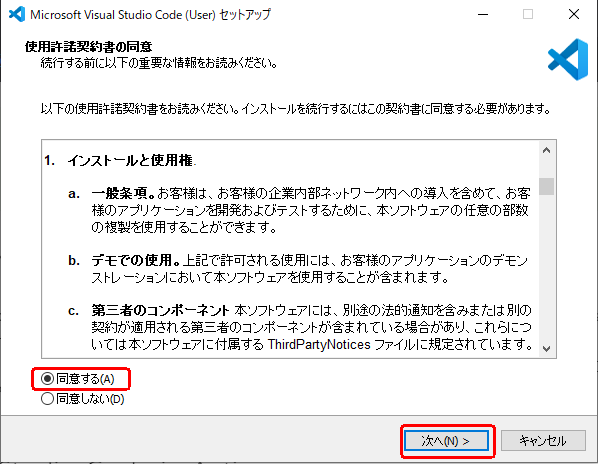 Microsoft Visual Studio Code (User) セットアップ
使用許諾契約書の同意
続行する前に以下の重要な情報をお読みください。
以下の使用許諾契約書をお読みください。インストールを続行するにはこの契約書に同意する必要があります。
1. インストールと使用権.
a. 一般条項。お客様は、お客様の企業内部ネットワーク内への導入を含めて、お客
様のアプリケーションを開発およびテストするために、本ソフトウェアの任意の部数
の複製を使用することができます。
b. デモでの使用。上記で許可される使用には、お客様のアプリケーションのデモン
ストレーションにおいて本ソフトウェアを使用することが含まれます。
c. 第三者のコンポーネント 本ソフトウェアには、別途の法的通知を含みまたは別の
契約が適用される第三者のコンポーネントが含まれている場合があり、これらにつ
いては本ソフトウェアに付属する ThirdPartyNotices ファイルに規定されています。
同意する(A)
同意しない(D)
次へ(N) >
キャンセル